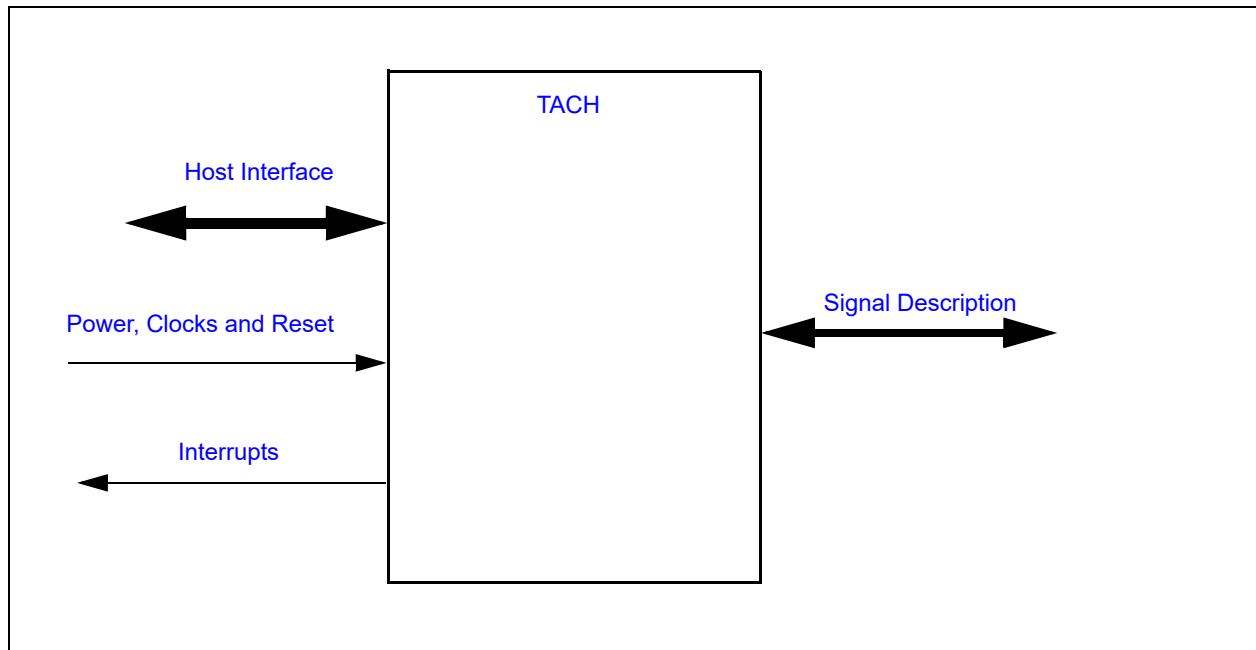 TACH
Host Interface
Signal Description
Power, Clocks and Reset
Interrupts